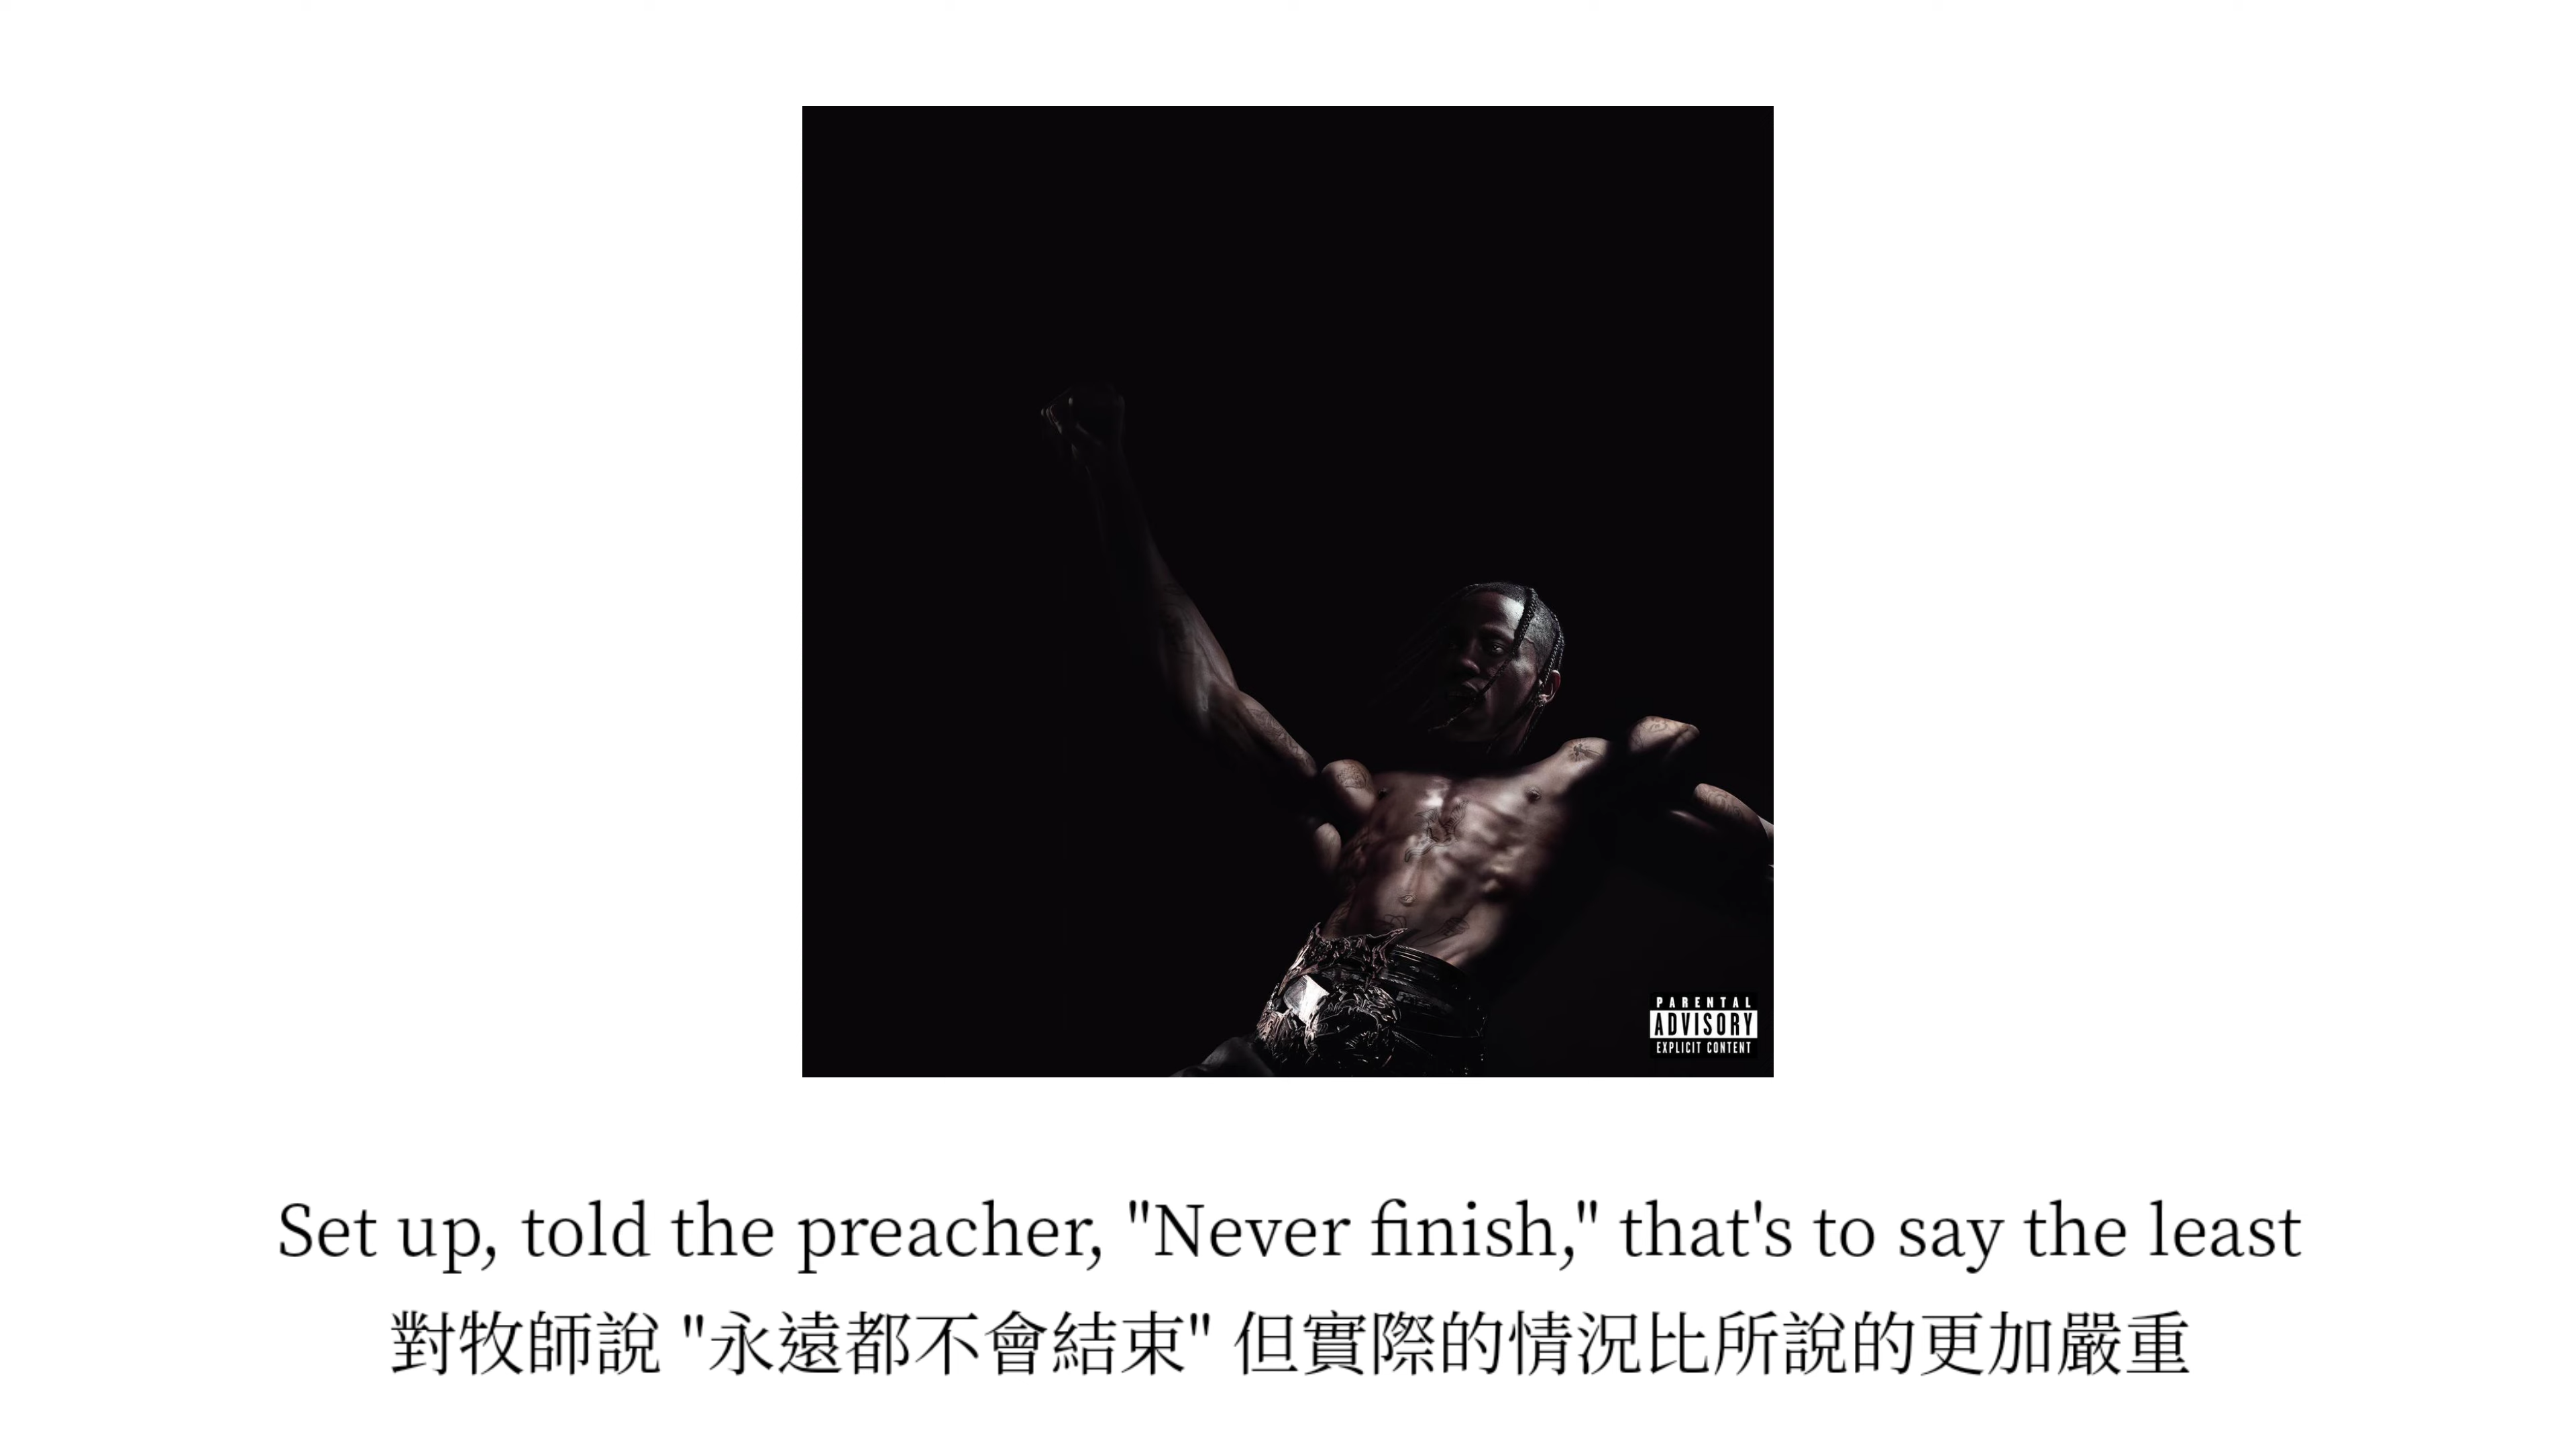 PARENTAL
ADVISORY
EXPLICIT CONTENT
Set up, told the preacher, "Never finish," that's to say the least
對牧師說 "永遠都不會結束" 但實際的情況比所說的更加嚴重